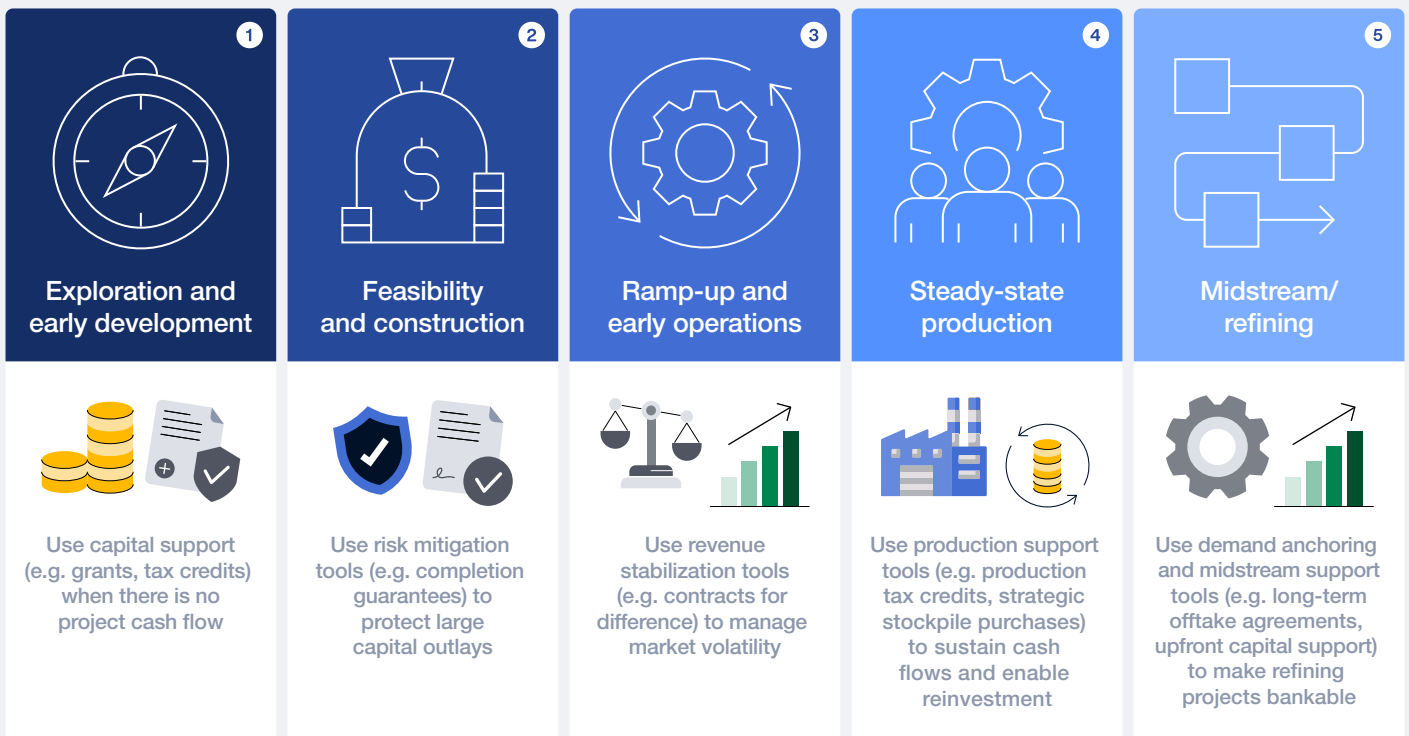 1
Exploration and
early development
Use capital support
(e.g. grants, tax credits)
when there is no
project cash flow
2
$
Feasibility
and construction
Use risk mitigation
tools (e.g. completion
guarantees) to
protect large
capital outlays
3
Ramp-up and
early operations
Use revenue
stabilization tools
(e.g. contracts for
difference) to manage
market volatility
4
Steady-state
production
Use production support
tools (e.g. production
tax credits, strategic
stockpile purchases)
to sustain cash
flows and enable
reinvestment
5
Midstream/
refining
Use demand anchoring
and midstream support
tools (e.g. long-term
offtake agreements,
upfront capital support)
to make refining
projects bankable